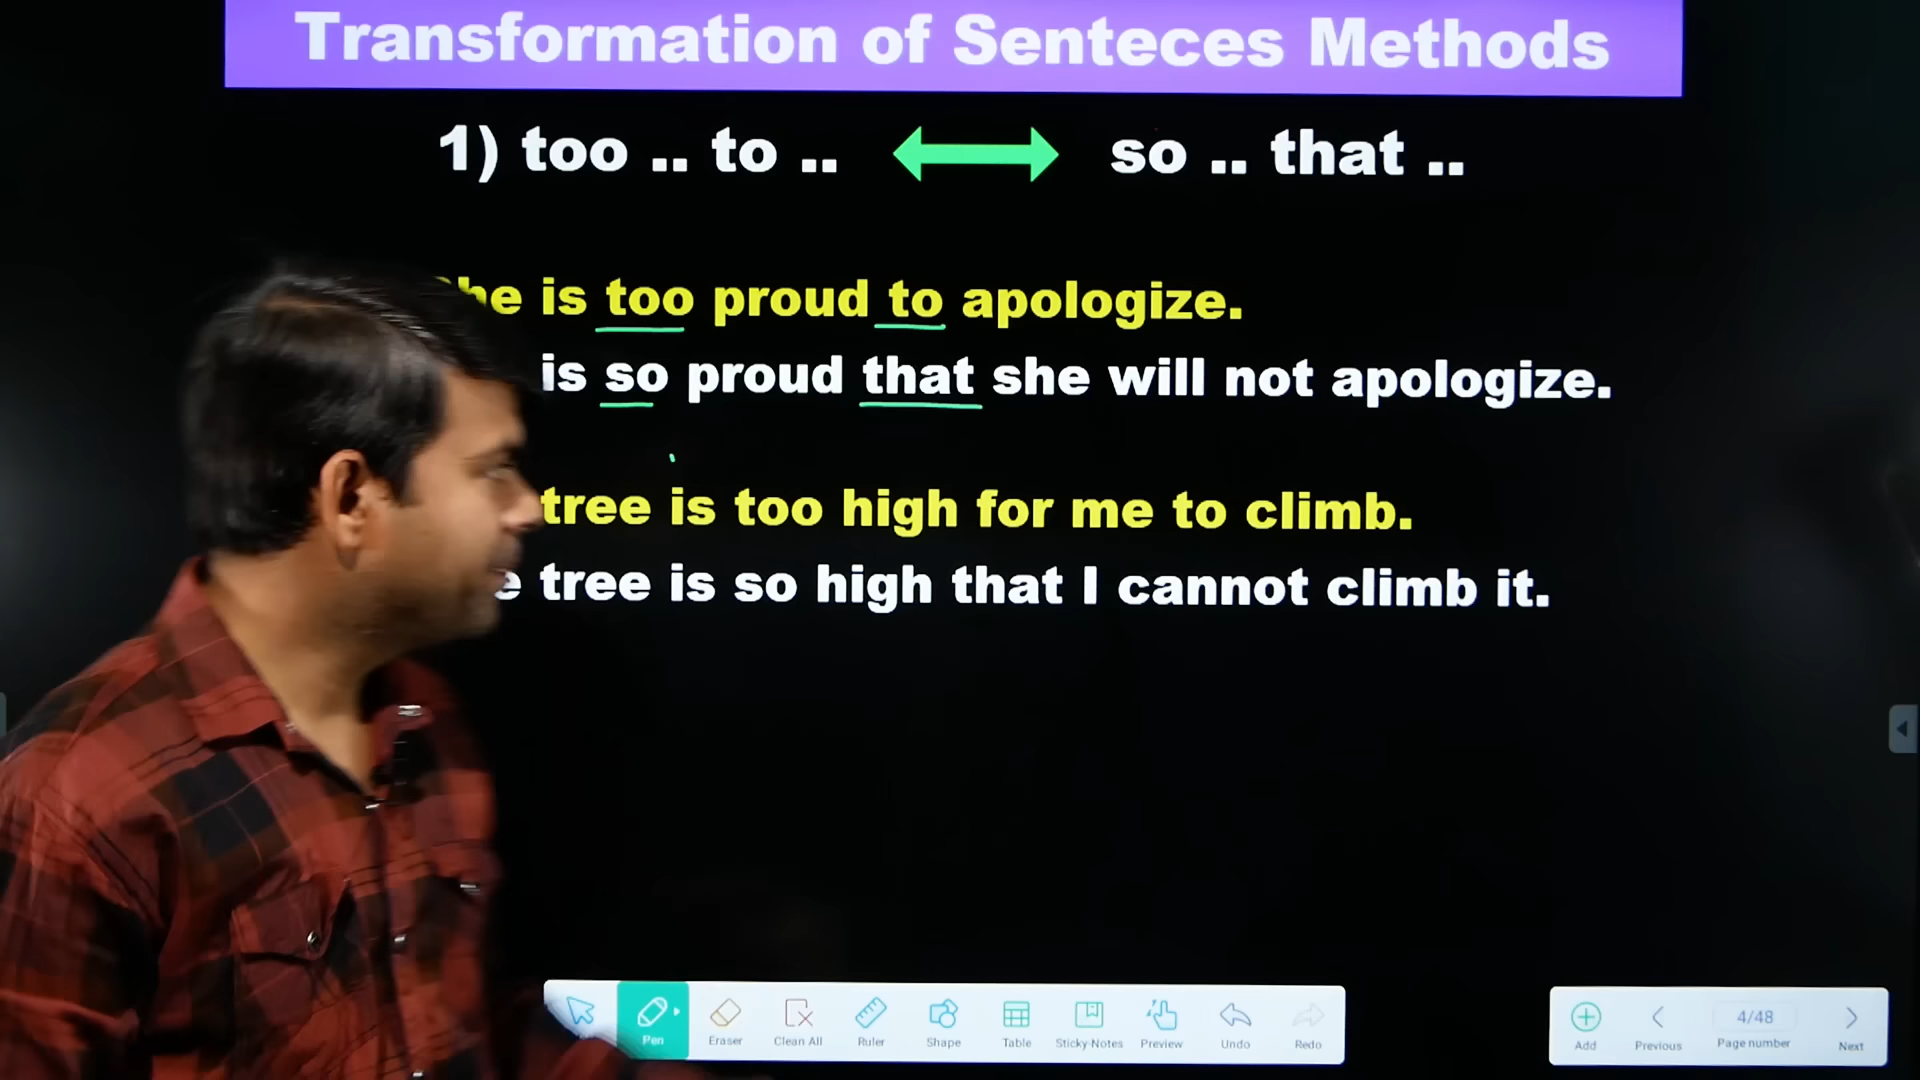 Transformation of Senteces Methods
1) too .. to .. so .. that ..
he is too proud to apologize.
is so proud that she will not apologize.
tree is too high for me to climb.
e tree is so high that I cannot climb it.
Pen Eraser Clean All Ruler Shape Table Sticky Notes Preview Undo Redo
Add Previous 4/48 Page number Next